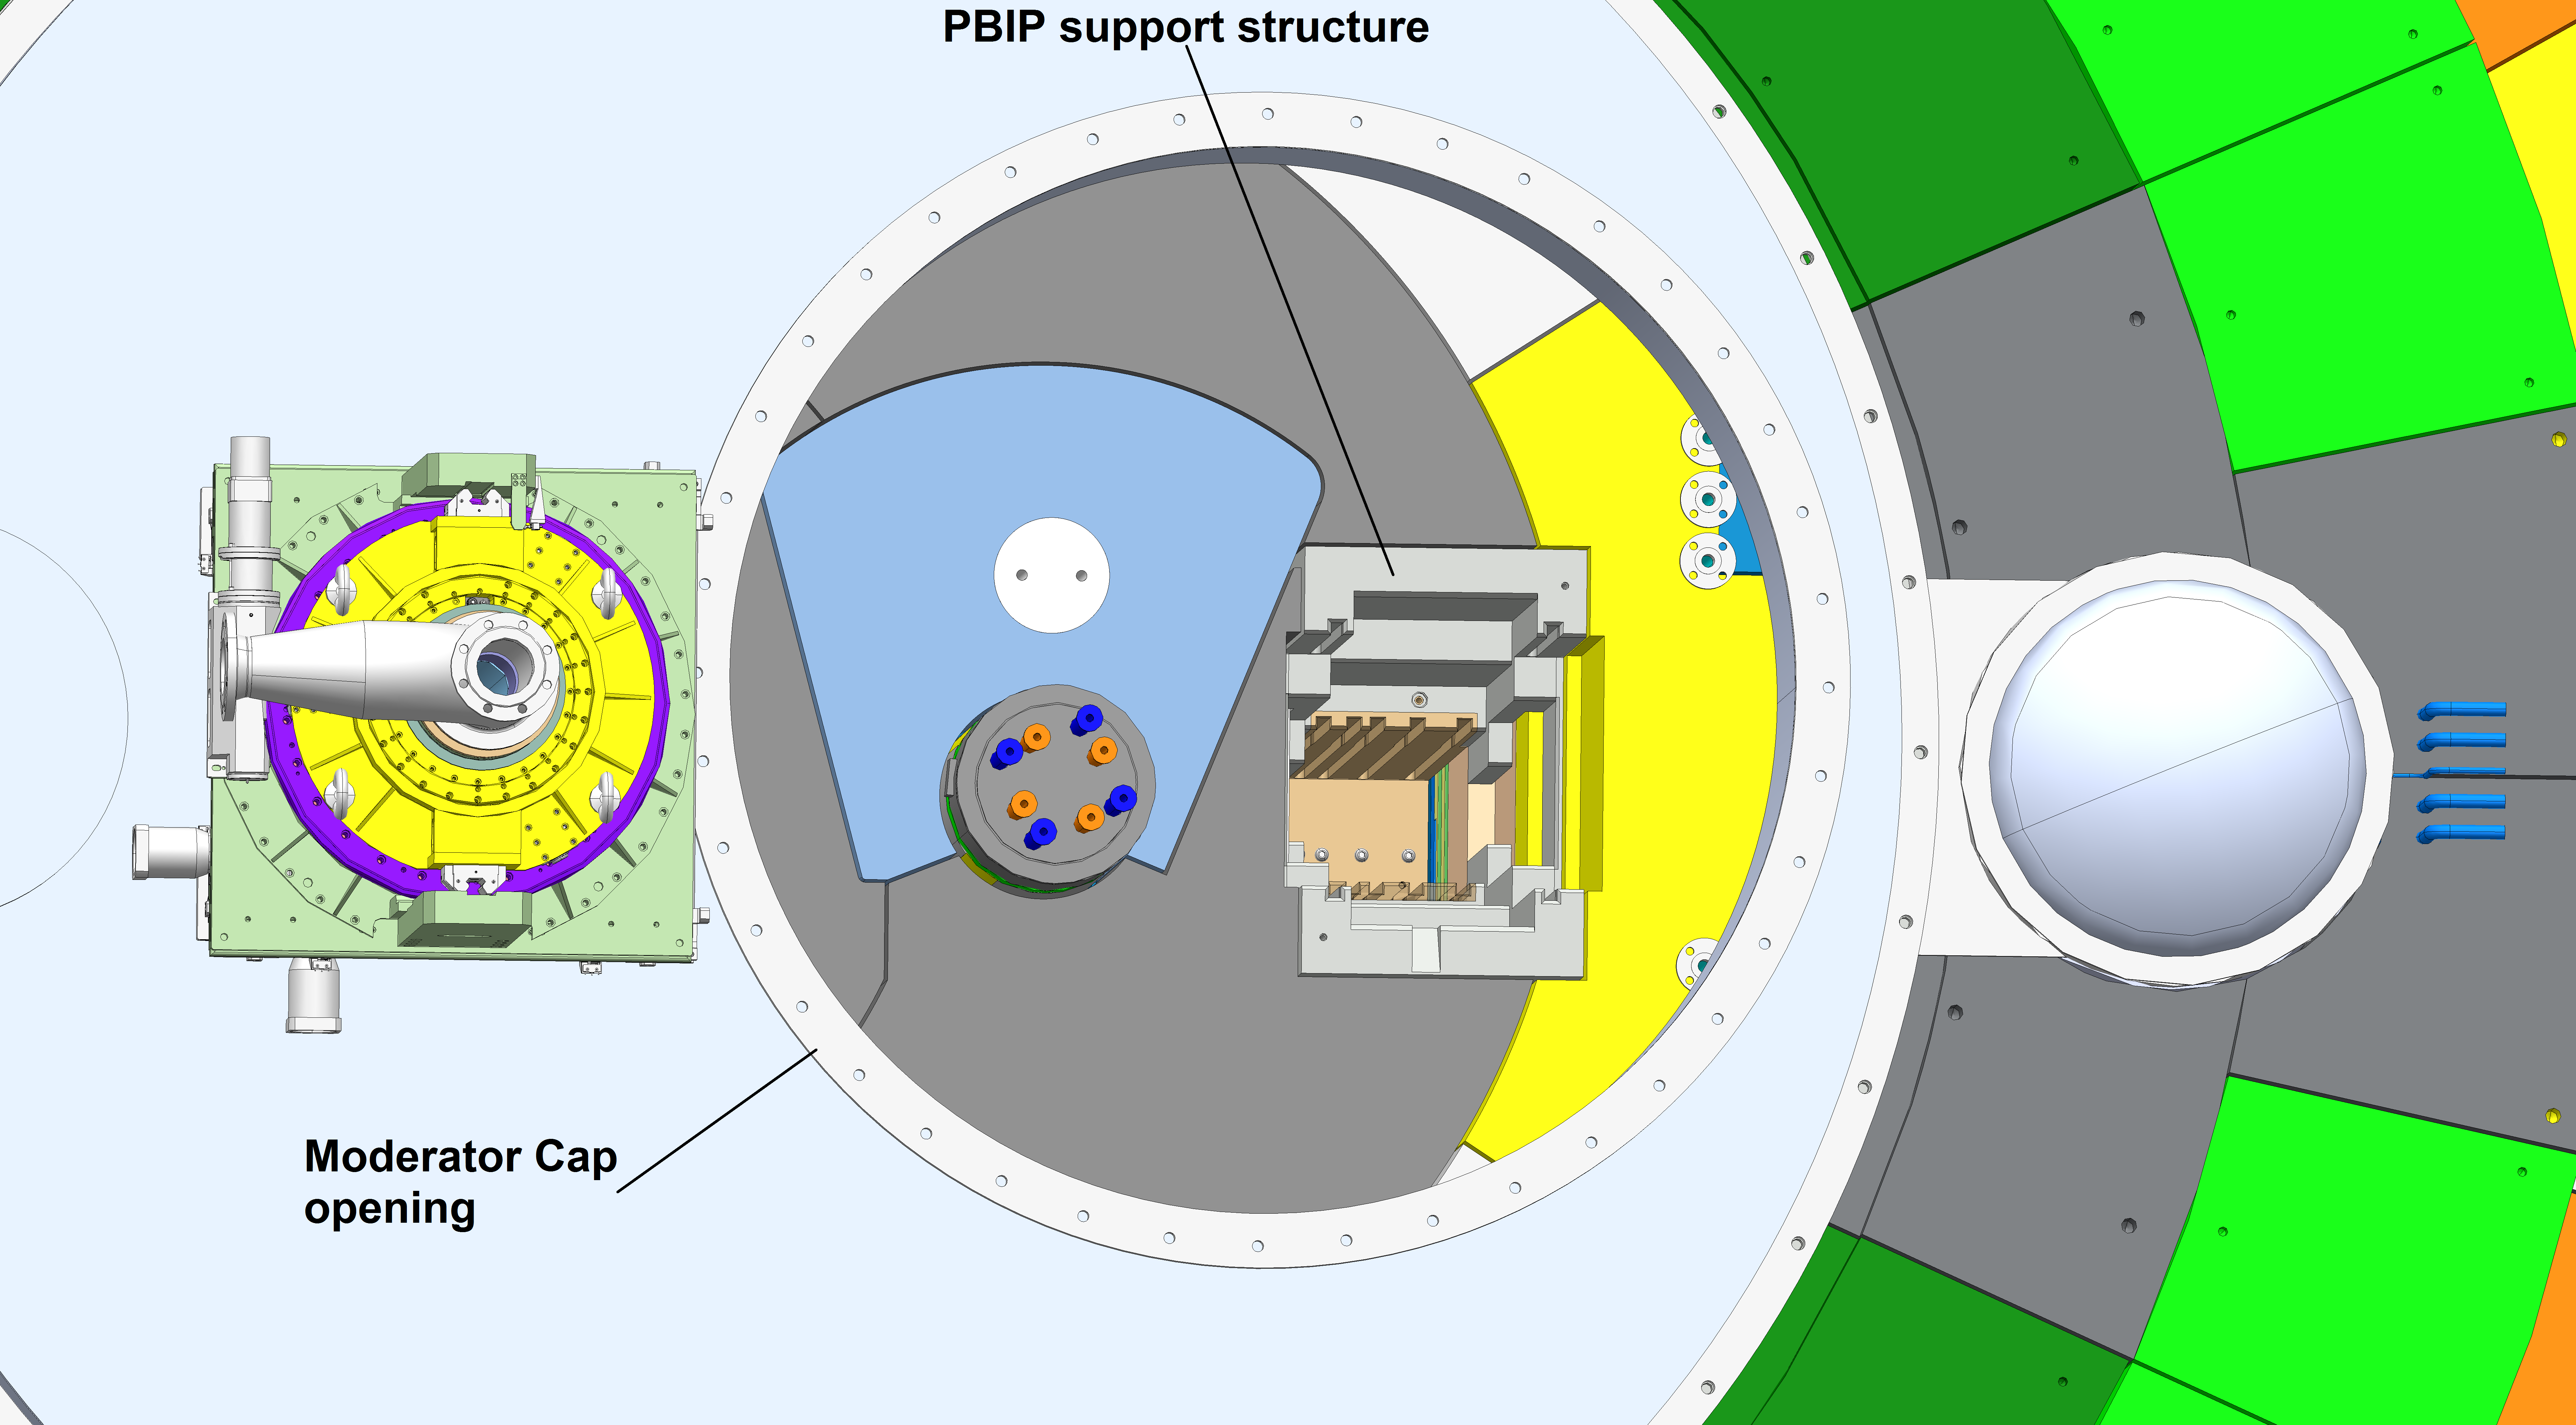 PBIP support structure
Moderator Cap
opening